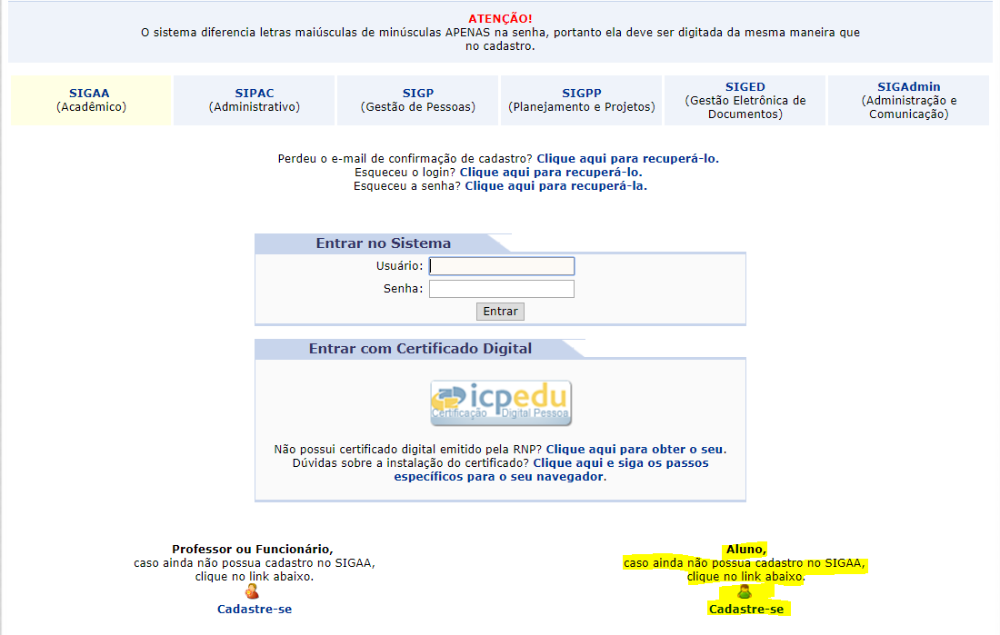 ATENÇÃO!
O sistema diferencia letras maiúsculas de minúsculas APENAS na senha, portanto ela deve ser digitada da mesma maneira que
no cadastro.
SIGAA
(Acadêmico)
SIPAC
(Administrativo)
SIGP
(Gestão de Pessoas)
SIGPP
(Planejamento e Projetos)
SIGED
(Gestão Eletrônica de
Documentos)
SIGAdmin
(Administração e
Comunicação)
Perdeu o e-mail de confirmação de cadastro? Clique aqui para recuperá-lo.
Esqueceu o login? Clique aqui para recuperá-lo.
Esqueceu a senha? Clique aqui para recuperá-la.
Entrar no Sistema
Usuário:
Senha:
Entrar
Entrar com Certificado Digital
icpedu
Certificação Digital Pessoa
Não possui certificado digital emitido pela RNP? Clique aqui para obter o seu.
Dúvidas sobre a instalação do certificado? Clique aqui e siga os passos
específicos para o seu navegador.
Professor ou Funcionário,
caso ainda não possua cadastro no SIGAA,
clique no link abaixo.
Cadastre-se
Aluno,
caso ainda não possua cadastro no SIGAA,
clique no link abaixo.
Cadastre-se